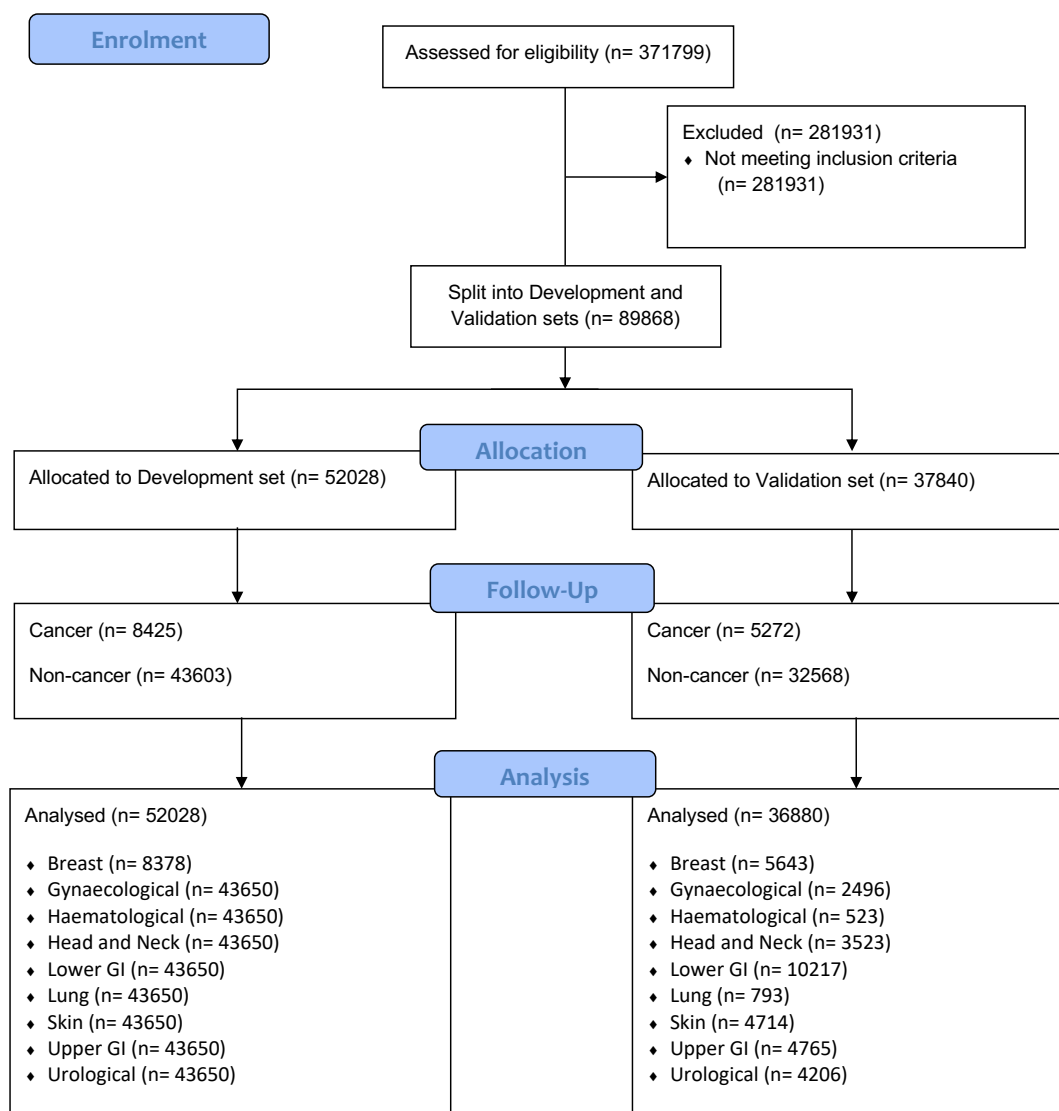 Enrolment
Assessed for eligibility (n= 371799)
Excluded (n= 281931)
♦ Not meeting inclusion criteria
(n= 281931)
Split into Development and
Validation sets (n= 89868)
Allocation
Allocated to Development set (n= 52028)
Allocated to Validation set (n= 37840)
Follow-Up
Cancer (n= 8425)
Non-cancer (n= 43603)
Cancer (n= 5272)
Non-cancer (n= 32568)
Analysis
Analysed (n= 52028)
♦ Breast (n= 8378)
♦ Gynaecological (n= 43650)
♦ Haematological (n= 43650)
♦ Head and Neck (n= 43650)
♦ Lower GI (n= 43650)
♦ Lung (n= 43650)
♦ Skin (n= 43650)
♦ Upper GI (n= 43650)
♦ Urological (n= 43650)
Analysed (n= 36880)
♦ Breast (n= 5643)
♦ Gynaecological (n= 2496)
♦ Haematological (n= 523)
♦ Head and Neck (n= 3523)
♦ Lower GI (n= 10217)
♦ Lung (n= 793)
♦ Skin (n= 4714)
♦ Upper GI (n= 4765)
♦ Urological (n= 4206)